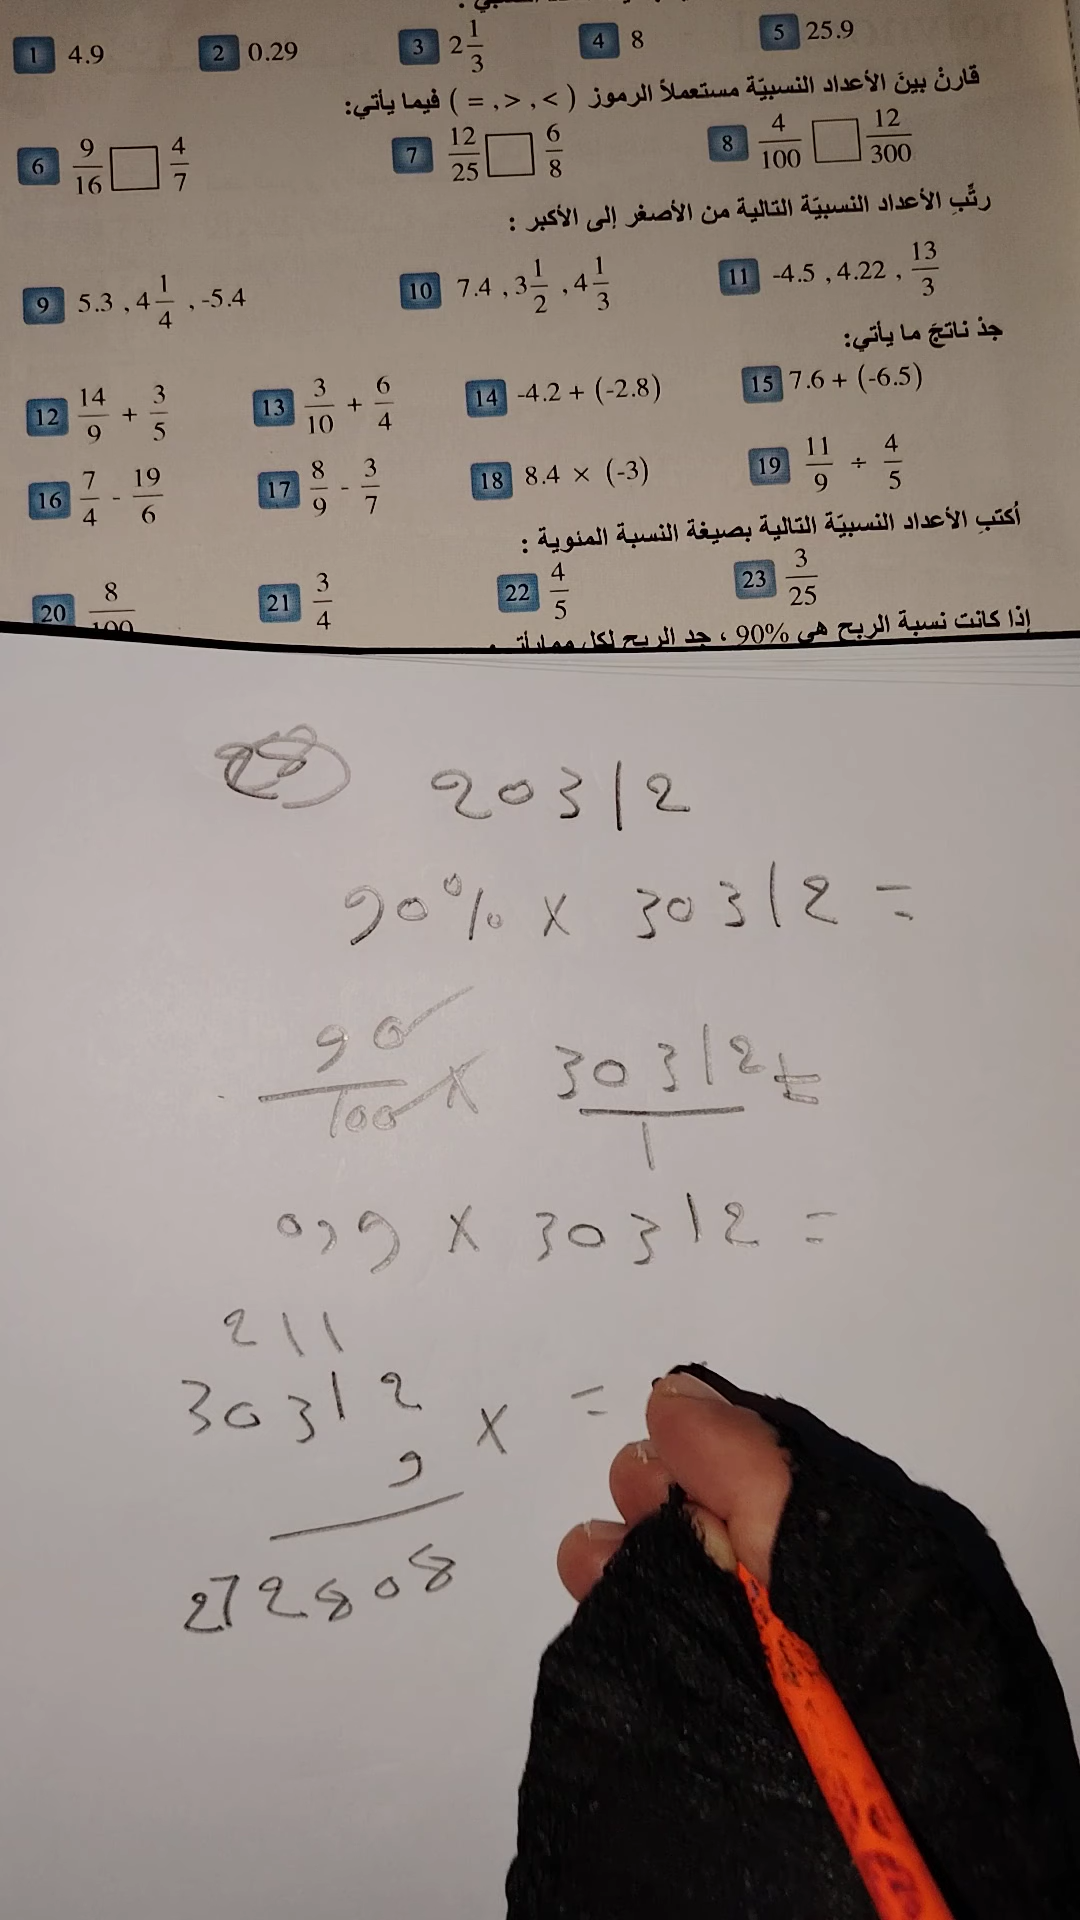 1 4.9 2 0.29 3 2 1/3 4 8 5 25.9
قارنْ بينَ الأعداد النسبيّة مستعملاً الرموز ( > , < , = ) فيما يأتي:
6 9/16 □ 4/7 7 12/25 □ 6/8 8 4/100 □ 12/300
رتِّبِ الأعداد النسبيّة التالية من الأصغر إلى الأكبر :
9 5.3 , 4 1/4 , -5.4 10 7.4 , 3 1/2 , 4 1/3 11 -4.5 , 4.22 , 13/3
جدْ ناتجَ ما يأتي:
12 14/9 + 3/5 13 3/10 + 6/4 14 -4.2 + (-2.8) 15 7.6 + (-6.5)
16 7/4 - 19/6 17 8/9 - 3/7 18 8.4 × (-3) 19 11/9 ÷ 4/5
أكتبِ الأعداد النسبيّة التالية بصيغة النسبة المئوية :
20 8/100 21 3/4 22 4/5 23 3/25
إذا كانت نسبة الربح هي 90% ، جد الربح لكل مما يأتي :
28 20312
90% × 30312 =
90/100 × 30312/1 =
0,9 × 30312 =
211
30312 × =
9
272808